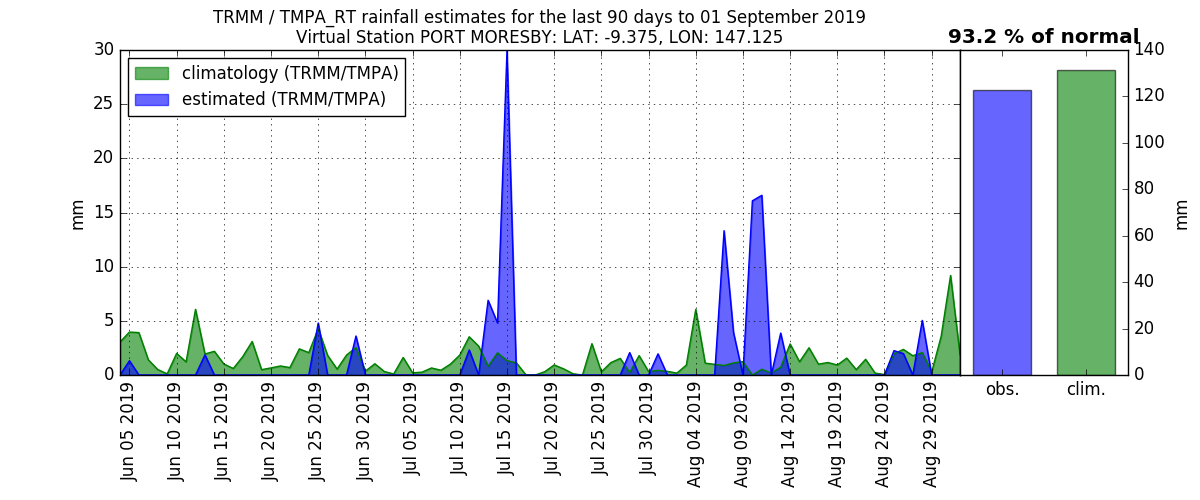 TRMM / TMPA_RT rainfall estimates for the last 90 days to 01 September 2019
Virtual Station PORT MORESBY: LAT: -9.375, LON: 147.125
93.2 % of normal
climatology (TRMM/TMPA)
estimated (TRMM/TMPA)
30
25
20
15
10
5
0
mm
Jun 05 2019
Jun 10 2019
Jun 15 2019
Jun 20 2019
Jun 25 2019
Jun 30 2019
Jul 05 2019
Jul 10 2019
Jul 15 2019
Jul 20 2019
Jul 25 2019
Jul 30 2019
Aug 04 2019
Aug 09 2019
Aug 14 2019
Aug 19 2019
Aug 24 2019
Aug 29 2019
obs.
clim.
140
120
100
80
60
40
20
0
mm